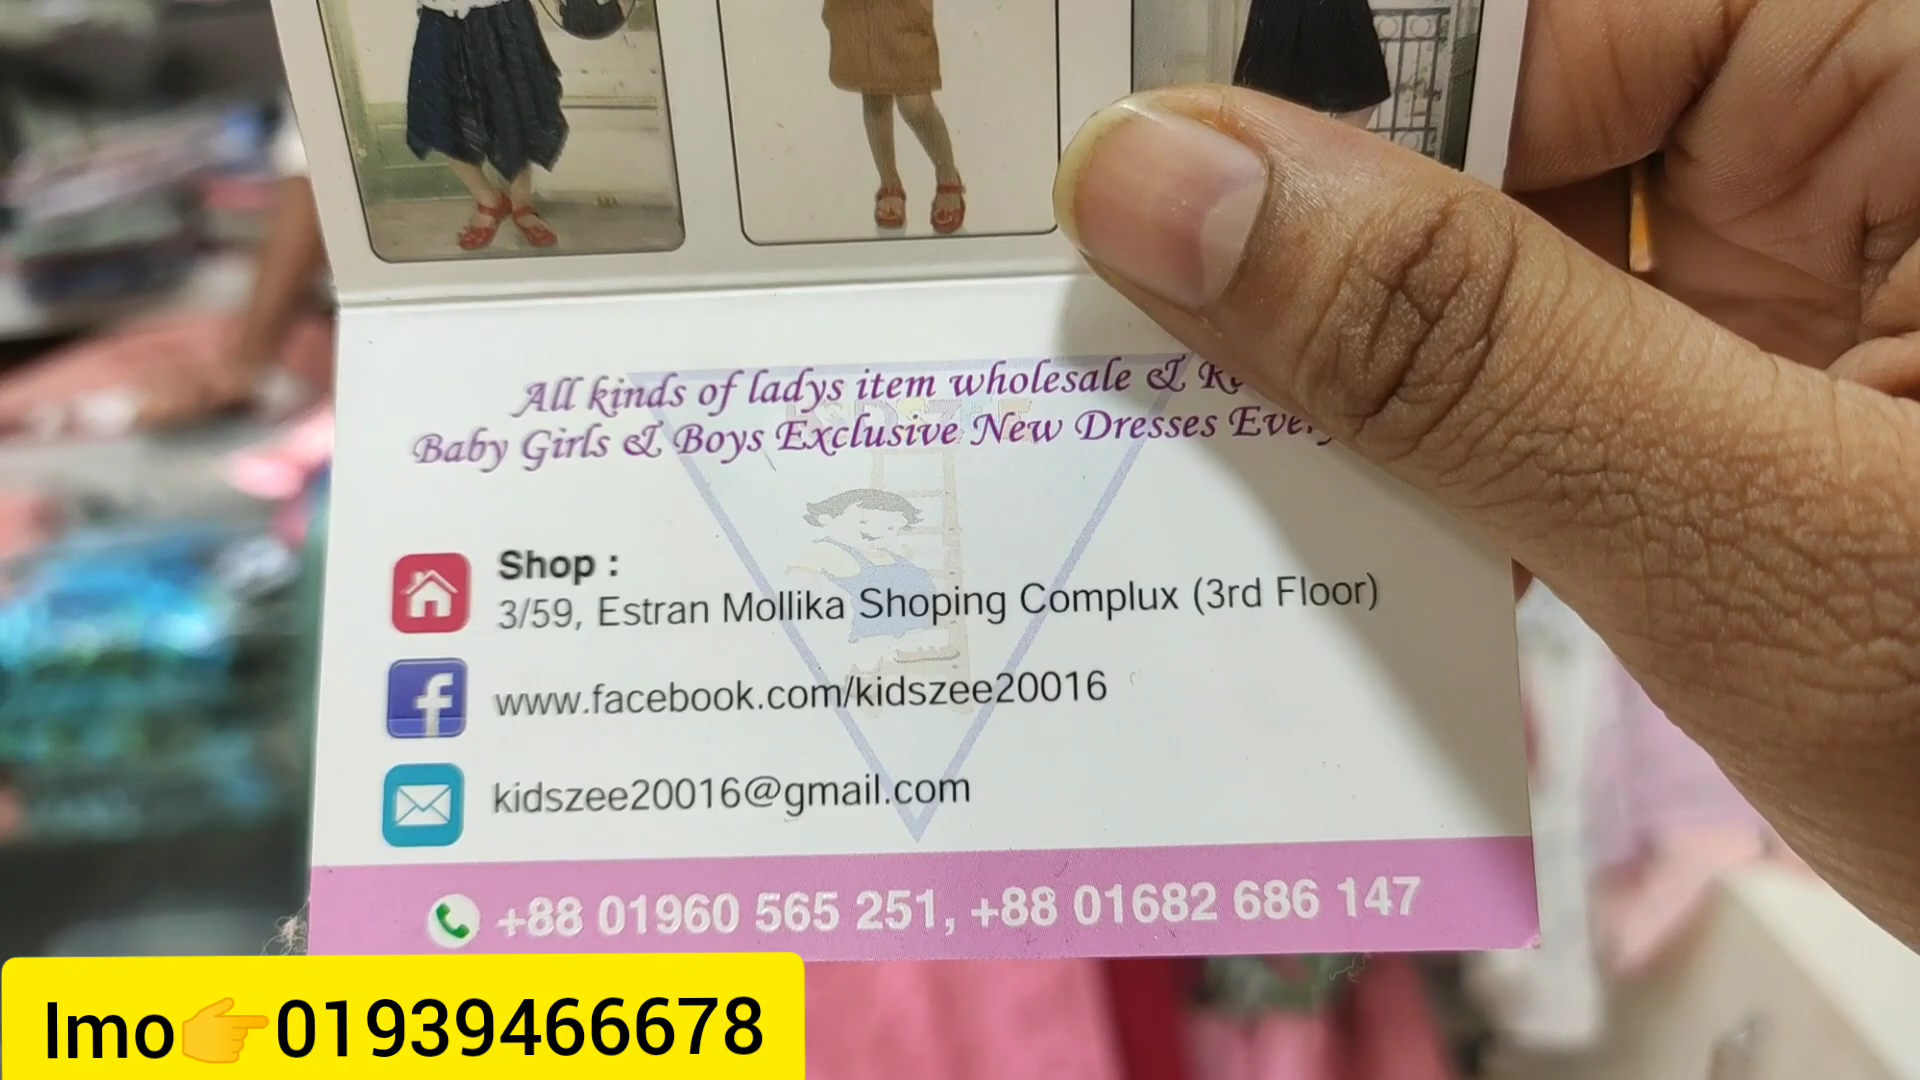 All kinds of ladys item wholesale &
Baby Girls & Boys Exclusive New Dresses
Shop :
3/59, Estran Mollika Shoping Complux (3rd Floor)
www.facebook.com/kidszee20016
kidszee20016@gmail.com
+88 01960 565 251, +88 01682 686 147
Imo👉01939466678